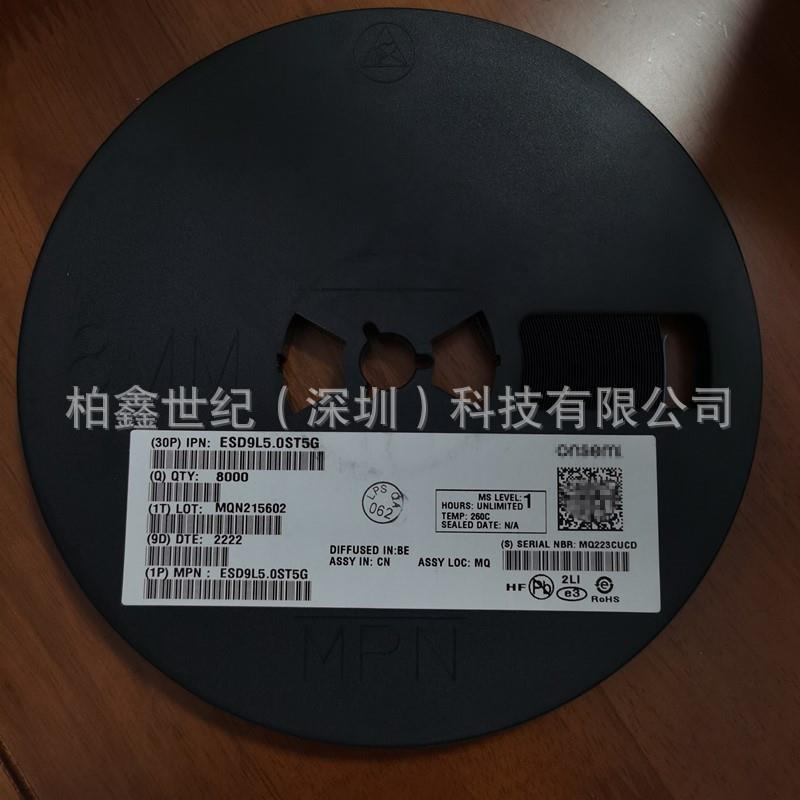 8MM
柏鑫世纪（深圳）科技有限公司
(30P) IPN: ESD9L5.0ST5G
onsemi
(Q) QTY: 8000
(1T) LOT: MQN215602
(9D) DTE: 2222
(1P) MPN : ESD9L5.0ST5G
LPS QA
062
MS LEVEL: 1
HOURS: UNLIMITED
TEMP: 260C
SEALED DATE: N/A
DIFFUSED IN:BE
ASSY IN: CN
ASSY LOC: MQ
(S) SERIAL NBR: MQ223CUCD
HF
Pb
2LI
e3
RoHS
MPN